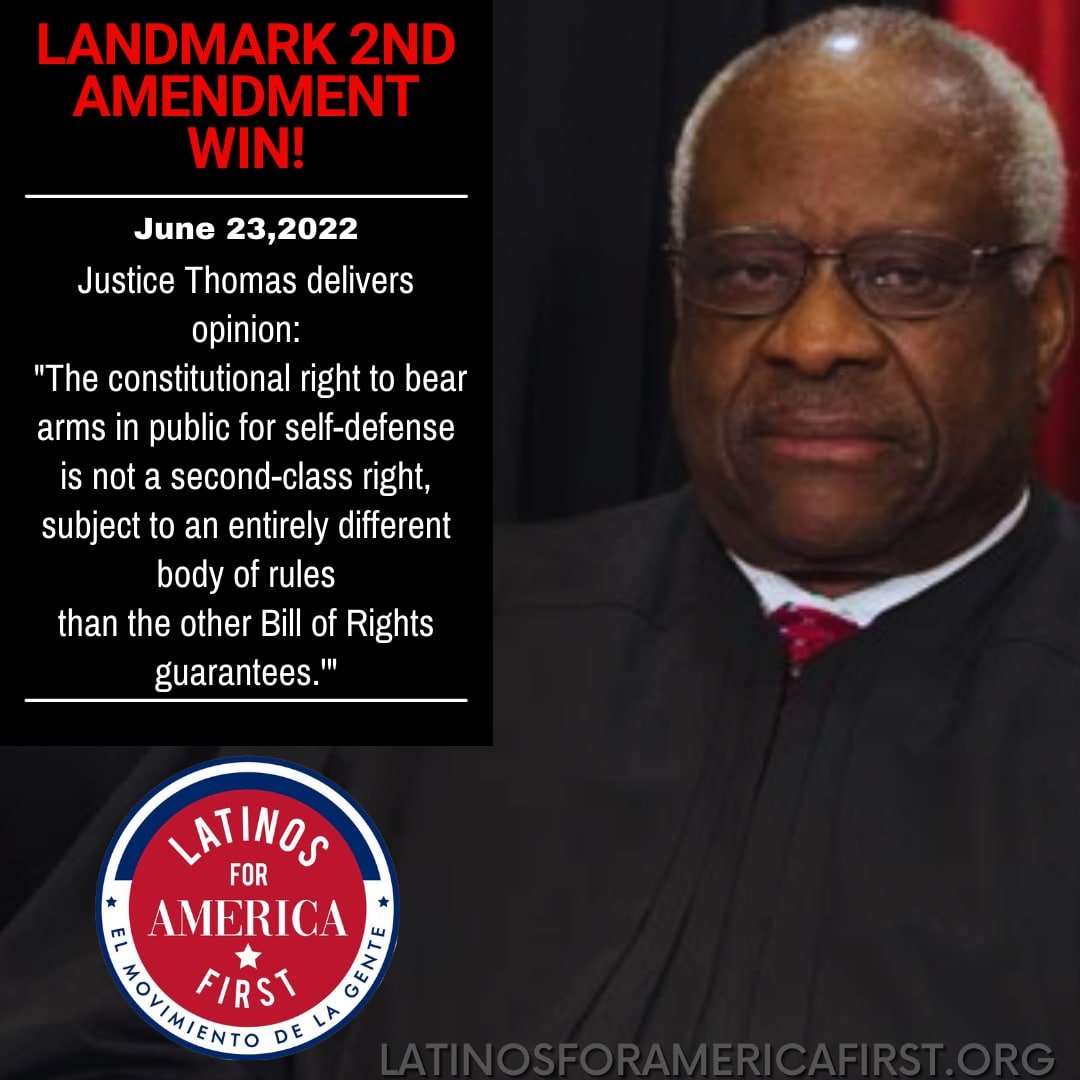 LANDMARK 2ND
AMENDMENT
WIN!
June 23,2022
Justice Thomas delivers
opinion:
"The constitutional right to bear
arms in public for self-defense
is not a second-class right,
subject to an entirely different
body of rules
than the other Bill of Rights
guarantees.'"
LATINOS
FOR
AMERICA
FIRST
EL MOVIMIENTO DE LA GENTE
LATINOSFORAMERICAFIRST.ORG